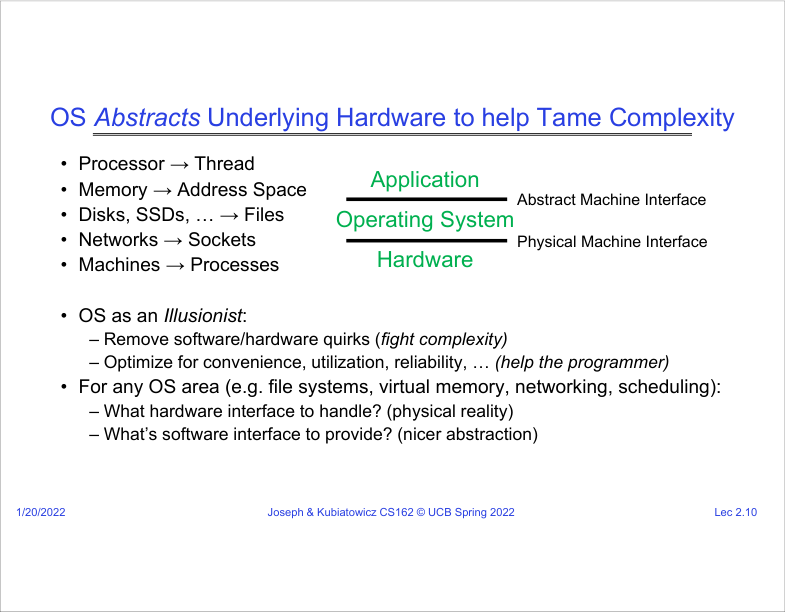 OS Abstracts Underlying Hardware to help Tame Complexity
• Processor → Thread
• Memory → Address Space
• Disks, SSDs, … → Files
• Networks → Sockets
• Machines → Processes
Application
Abstract Machine Interface
Operating System
Physical Machine Interface
Hardware
• OS as an Illusionist:
– Remove software/hardware quirks (fight complexity)
– Optimize for convenience, utilization, reliability, … (help the programmer)
• For any OS area (e.g. file systems, virtual memory, networking, scheduling):
– What hardware interface to handle? (physical reality)
– What’s software interface to provide? (nicer abstraction)
1/20/2022
Joseph & Kubiatowicz CS162 © UCB Spring 2022
Lec 2.10